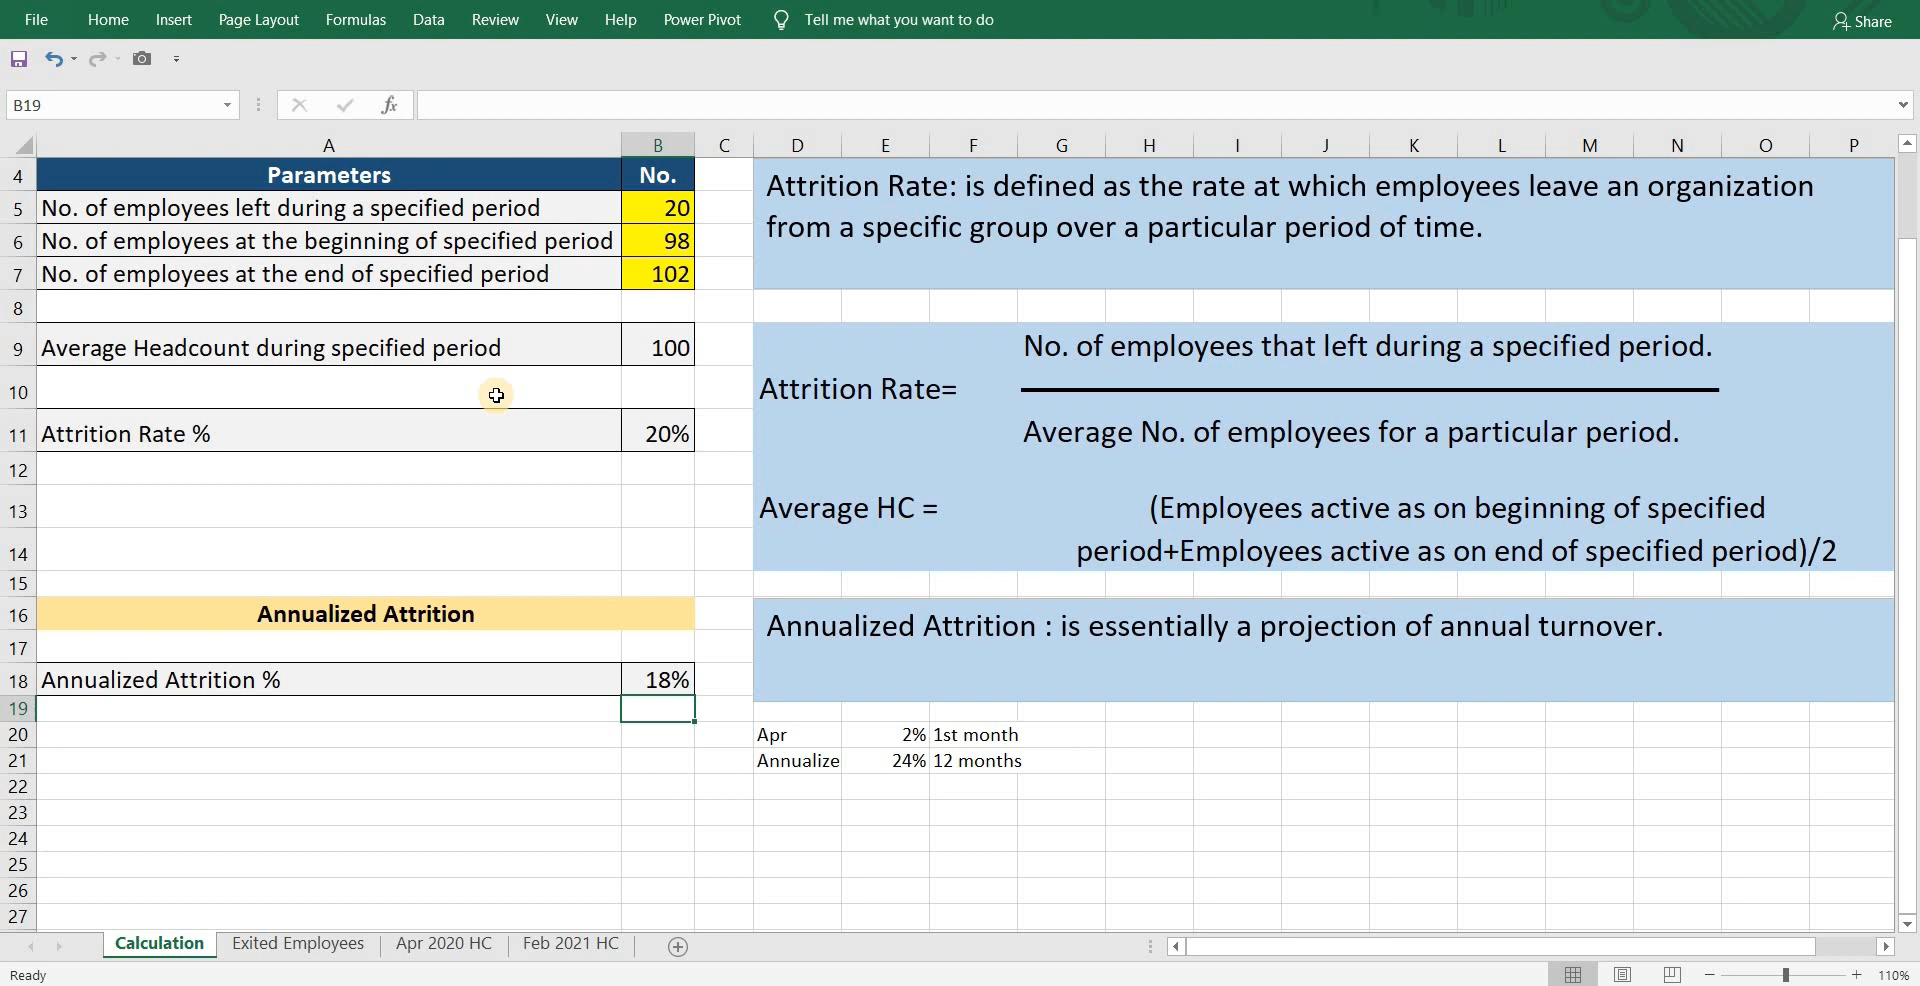 File Home Insert Page Layout Formulas Data Review View Help Power Pivot Tell me what you want to do Share
B19 fx
A B C D E F G H I J K L M N O P
4 Parameters No.
5 No. of employees left during a specified period 20
6 No. of employees at the beginning of specified period 98
7 No. of employees at the end of specified period 102
8
9 Average Headcount during specified period 100
10
11 Attrition Rate % 20%
12
13
14
15
16 Annualized Attrition
17
18 Annualized Attrition % 18%
19
Attrition Rate: is defined as the rate at which employees leave an organization
from a specific group over a particular period of time.
No. of employees that left during a specified period.
Attrition Rate=
Average No. of employees for a particular period.
Average HC = (Employees active as on beginning of specified
period+Employees active as on end of specified period)/2
Annualized Attrition : is essentially a projection of annual turnover.
20 Apr 2% 1st month
21 Annualize 24% 12 months
22
23
24
25
26
27
Calculation Exited Employees Apr 2020 HC Feb 2021 HC
Ready 110%